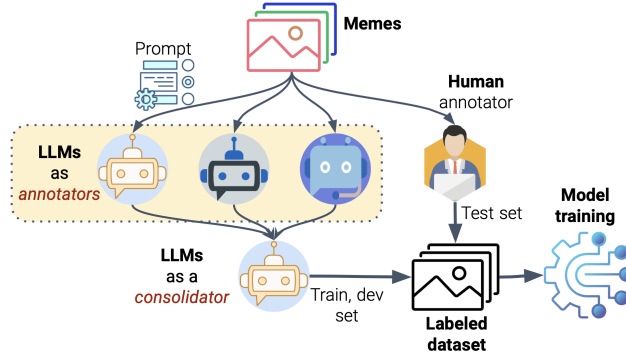 Memes
Prompt
Human
annotator
LLMs
as
annotators
Test set
Model
training
LLMs
as a
consolidator
Train, dev
set
Labeled
dataset